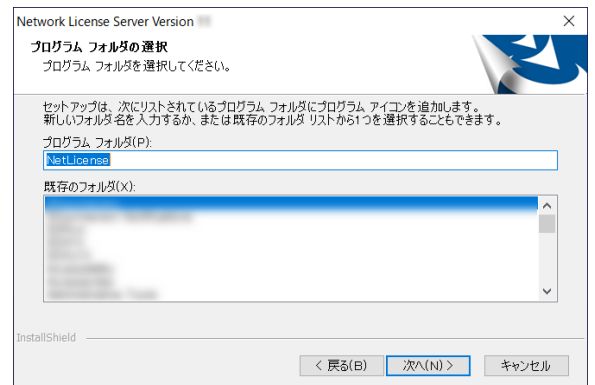 Network License Server Version
プログラム フォルダの選択
プログラム フォルダを選択してください。
セットアップは、次にリストされているプログラム フォルダにプログラム アイコンを追加します。
新しいフォルダ名を入力するか、または既存のフォルダ リストから1つを選択することもできます。
プログラム フォルダ(P):
NetLicense
既存のフォルダ(X):
InstallShield
< 戻る(B)
次へ(N) >
キャンセル